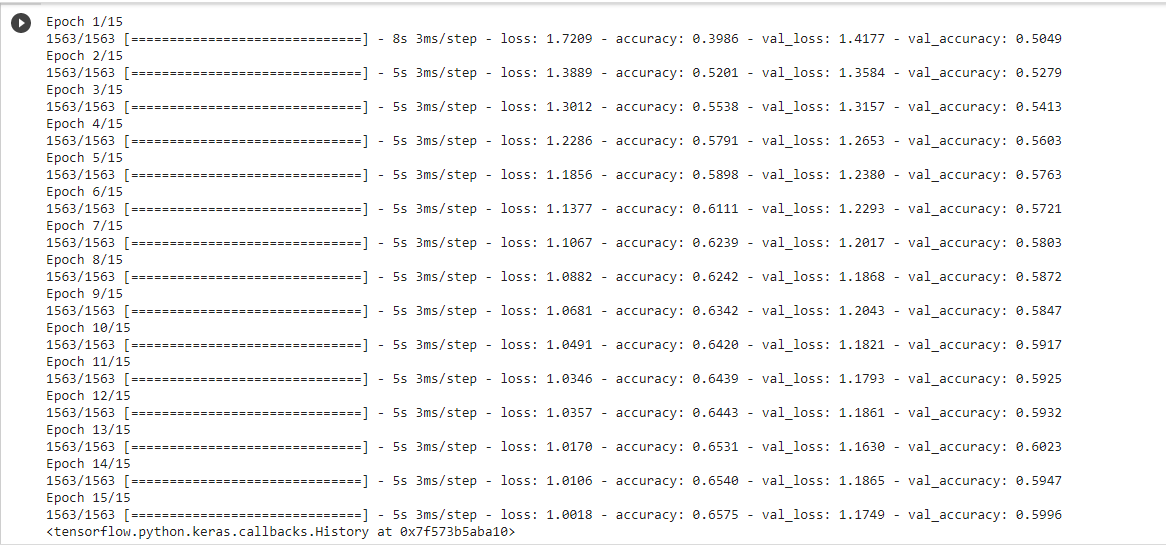 Epoch 1/15
1563/1563 [==============================] - 8s 3ms/step - loss: 1.7209 - accuracy: 0.3986 - val_loss: 1.4177 - val_accuracy: 0.5049
Epoch 2/15
1563/1563 [==============================] - 5s 3ms/step - loss: 1.3889 - accuracy: 0.5201 - val_loss: 1.3584 - val_accuracy: 0.5279
Epoch 3/15
1563/1563 [==============================] - 5s 3ms/step - loss: 1.3012 - accuracy: 0.5538 - val_loss: 1.3157 - val_accuracy: 0.5413
Epoch 4/15
1563/1563 [==============================] - 5s 3ms/step - loss: 1.2286 - accuracy: 0.5791 - val_loss: 1.2653 - val_accuracy: 0.5603
Epoch 5/15
1563/1563 [==============================] - 5s 3ms/step - loss: 1.1856 - accuracy: 0.5898 - val_loss: 1.2380 - val_accuracy: 0.5763
Epoch 6/15
1563/1563 [==============================] - 5s 3ms/step - loss: 1.1377 - accuracy: 0.6111 - val_loss: 1.2293 - val_accuracy: 0.5721
Epoch 7/15
1563/1563 [==============================] - 5s 3ms/step - loss: 1.1067 - accuracy: 0.6239 - val_loss: 1.2017 - val_accuracy: 0.5803
Epoch 8/15
1563/1563 [==============================] - 5s 3ms/step - loss: 1.0882 - accuracy: 0.6242 - val_loss: 1.1868 - val_accuracy: 0.5872
Epoch 9/15
1563/1563 [==============================] - 5s 3ms/step - loss: 1.0681 - accuracy: 0.6342 - val_loss: 1.2043 - val_accuracy: 0.5847
Epoch 10/15
1563/1563 [==============================] - 5s 3ms/step - loss: 1.0491 - accuracy: 0.6420 - val_loss: 1.1821 - val_accuracy: 0.5917
Epoch 11/15
1563/1563 [==============================] - 5s 3ms/step - loss: 1.0346 - accuracy: 0.6439 - val_loss: 1.1793 - val_accuracy: 0.5925
Epoch 12/15
1563/1563 [==============================] - 5s 3ms/step - loss: 1.0357 - accuracy: 0.6443 - val_loss: 1.1861 - val_accuracy: 0.5932
Epoch 13/15
1563/1563 [==============================] - 5s 3ms/step - loss: 1.0170 - accuracy: 0.6531 - val_loss: 1.1630 - val_accuracy: 0.6023
Epoch 14/15
1563/1563 [==============================] - 5s 3ms/step - loss: 1.0106 - accuracy: 0.6540 - val_loss: 1.1865 - val_accuracy: 0.5947
Epoch 15/15
1563/1563 [==============================] - 5s 3ms/step - loss: 1.0018 - accuracy: 0.6575 - val_loss: 1.1749 - val_accuracy: 0.5996
<tensorflow.python.keras.callbacks.History at 0x7f573b5aba10>